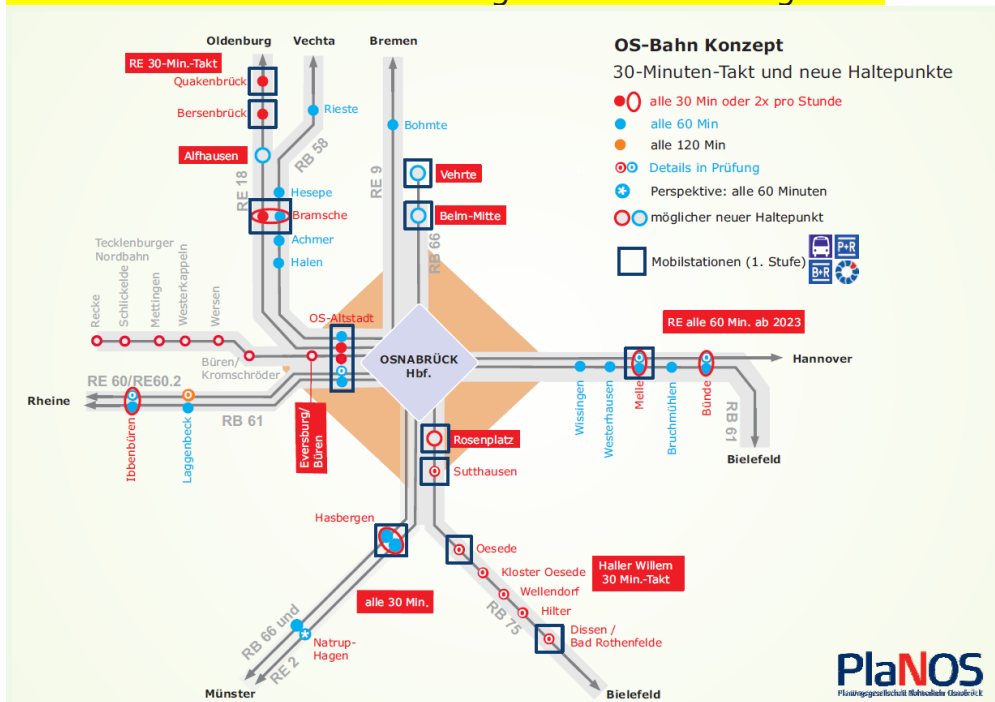 Oldenburg
Vechta
Bremen
RE 30-Min.-Takt
Quakenbrück
Bersenbrück
Rieste
Bohmte
Alfhausen
RB 58
RE 18
RE 9
Vehrte
Hesepe
Bramsche
Belm-Mitte
Achmer
Halen
RB 66
OS-Bahn Konzept
30-Minuten-Takt und neue Haltepunkte
alle 30 Min oder 2x pro Stunde
alle 60 Min
alle 120 Min
Details in Prüfung
Perspektive: alle 60 Minuten
möglicher neuer Haltepunkt
Mobilstationen (1. Stufe)
P+R
B+R
Tecklenburger
Nordbahn
Recke
Schlickelde
Mettingen
Westerkappeln
Wersen
OS-Altstadt
Büren/
Kromschröder
OSNABRÜCK
Hbf.
RE alle 60 Min. ab 2023
Hannover
RE 60/RE60.2
Rheine
RB 61
Ibbenbüren
Laggenbeck
Eversburg/
Büren
Wissingen
Westerhausen
Melle
Bruchmühlen
Bünde
RB 61
Bielefeld
Rosenplatz
Sutthausen
Hasbergen
Oesede
Kloster Oesede
Wellendorf
Hilter
Dissen /
Bad Rothenfelde
Haller Willem
30 Min.-Takt
alle 30 Min.
RB 75
RB 66 und
RE 2
Natrup-
Hagen
Münster
Bielefeld
PlaNOS
Planungsgesellschaft Nahverkehr Osnabrück